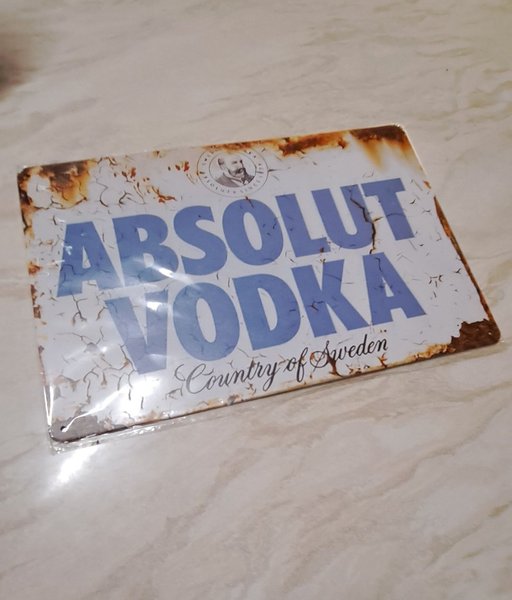 ABSOLUT
VODKA
Country of Sweden